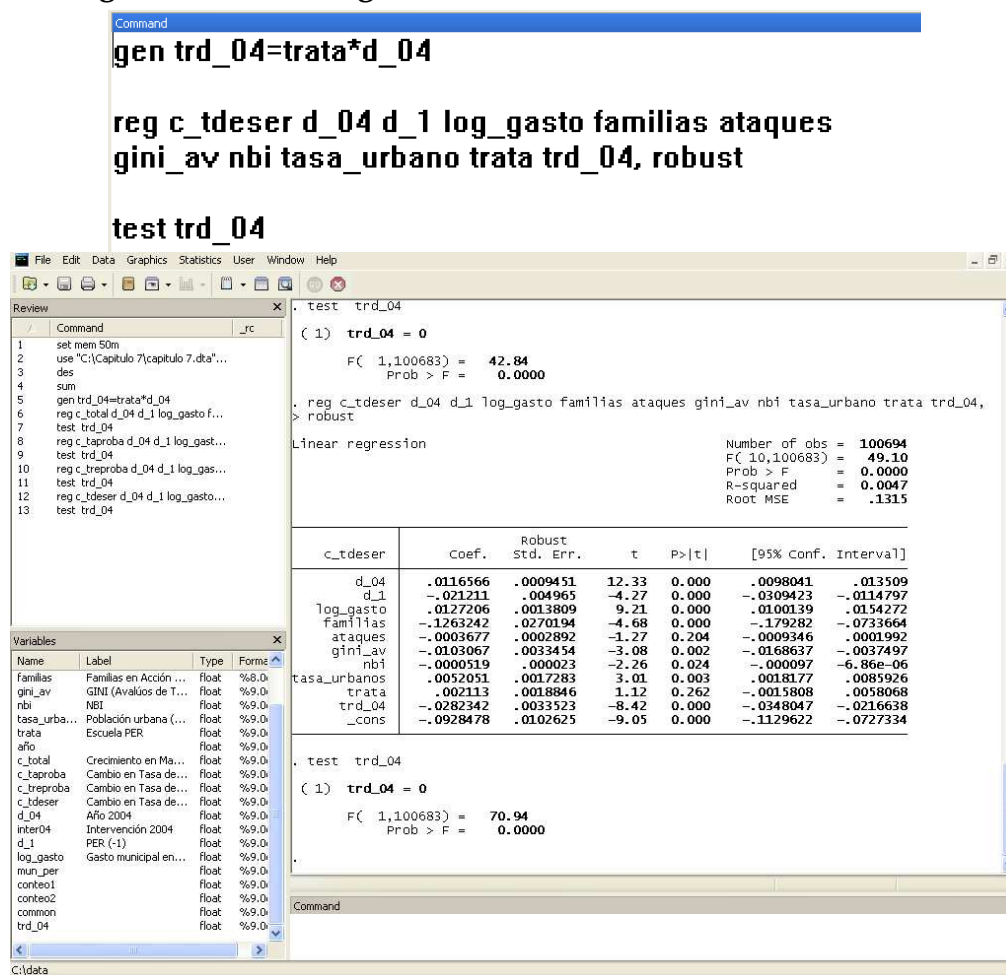 Command
gen trd_04=trata*d_04
reg c_tdeser d_04 d_1 log_gasto familias ataques
gini_av nbi tasa_urbano trata trd_04, robust
test trd_04
File Edit Data Graphics Statistics User Window Help
Review
Command _rc
1 set mem 50m
2 use "C:\Capitulo 7\capitulo 7.dta"...
3 des
4 sum
5 gen trd_04=trata*d_04
6 reg c_total d_04 d_1 log_gasto f...
7 test trd_04
8 reg c_taproba d_04 d_1 log_gast...
9 test trd_04
10 reg c_treproba d_04 d_1 log_gas...
11 test trd_04
12 reg c_tdeser d_04 d_1 log_gasto...
13 test trd_04
Variables
Name Label Type Forma
familias Familias en Acción ... float %8.0
gini_av GINI (Avalúos de T... float %9.0
nbi NBI float %9.0
tasa_urba... Población urbana (... float %9.0
trata Escuela PER float %9.0
año float %9.0
c_total Crecimiento en Ma... float %9.0
c_taproba Cambio en Tasa de... float %9.0
c_treproba Cambio en Tasa de... float %9.0
c_tdeser Cambio en Tasa de... float %9.0
d_04 Año 2004 float %9.0
inter04 Intervención 2004 float %9.0
d_1 PER (-1) float %9.0
log_gasto Gasto municipal en... float %9.0
mun_per float %9.0
conteo1 float %9.0
conteo2 float %9.0
common float %9.0
trd_04 float %9.0
. test trd_04
( 1) trd_04 = 0
F( 1,100683) = 42.84
Prob > F = 0.0000
. reg c_tdeser d_04 d_1 log_gasto familias ataques gini_av nbi tasa_urbano trata trd_04,
> robust
Linear regression Number of obs = 100694
F( 10,100683) = 49.10
Prob > F = 0.0000
R-squared = 0.0047
Root MSE = .1315
Robust
c_tdeser Coef. Std. Err. t P>|t| [95% Conf. Interval]
d_04 .0116566 .0009451 12.33 0.000 .0098041 .013509
d_1 -.021211 .004965 -4.27 0.000 -.0309423 -.0114797
log_gasto .0127206 .0013809 9.21 0.000 .0100139 .0154272
familias -.1263242 .0270194 -4.68 0.000 -.179282 -.0733664
ataques -.0003677 .0002892 -1.27 0.204 -.0009346 .0001992
gini_av -.0103067 .0033454 -3.08 0.002 -.0168637 -.0037497
nbi -.0000519 .000023 -2.26 0.024 -.000097 -6.86e-06
tasa_urbanos .0052051 .0017283 3.01 0.003 .0018177 .0085926
trata .002113 .0018846 1.12 0.262 -.0015808 .0058068
trd_04 -.0282342 .0033523 -8.42 0.000 -.0348047 -.0216638
_cons -.0928478 .0102625 -9.05 0.000 -.1129622 -.0727334
. test trd_04
( 1) trd_04 = 0
F( 1,100683) = 70.94
Prob > F = 0.0000
.
Command
C:\data